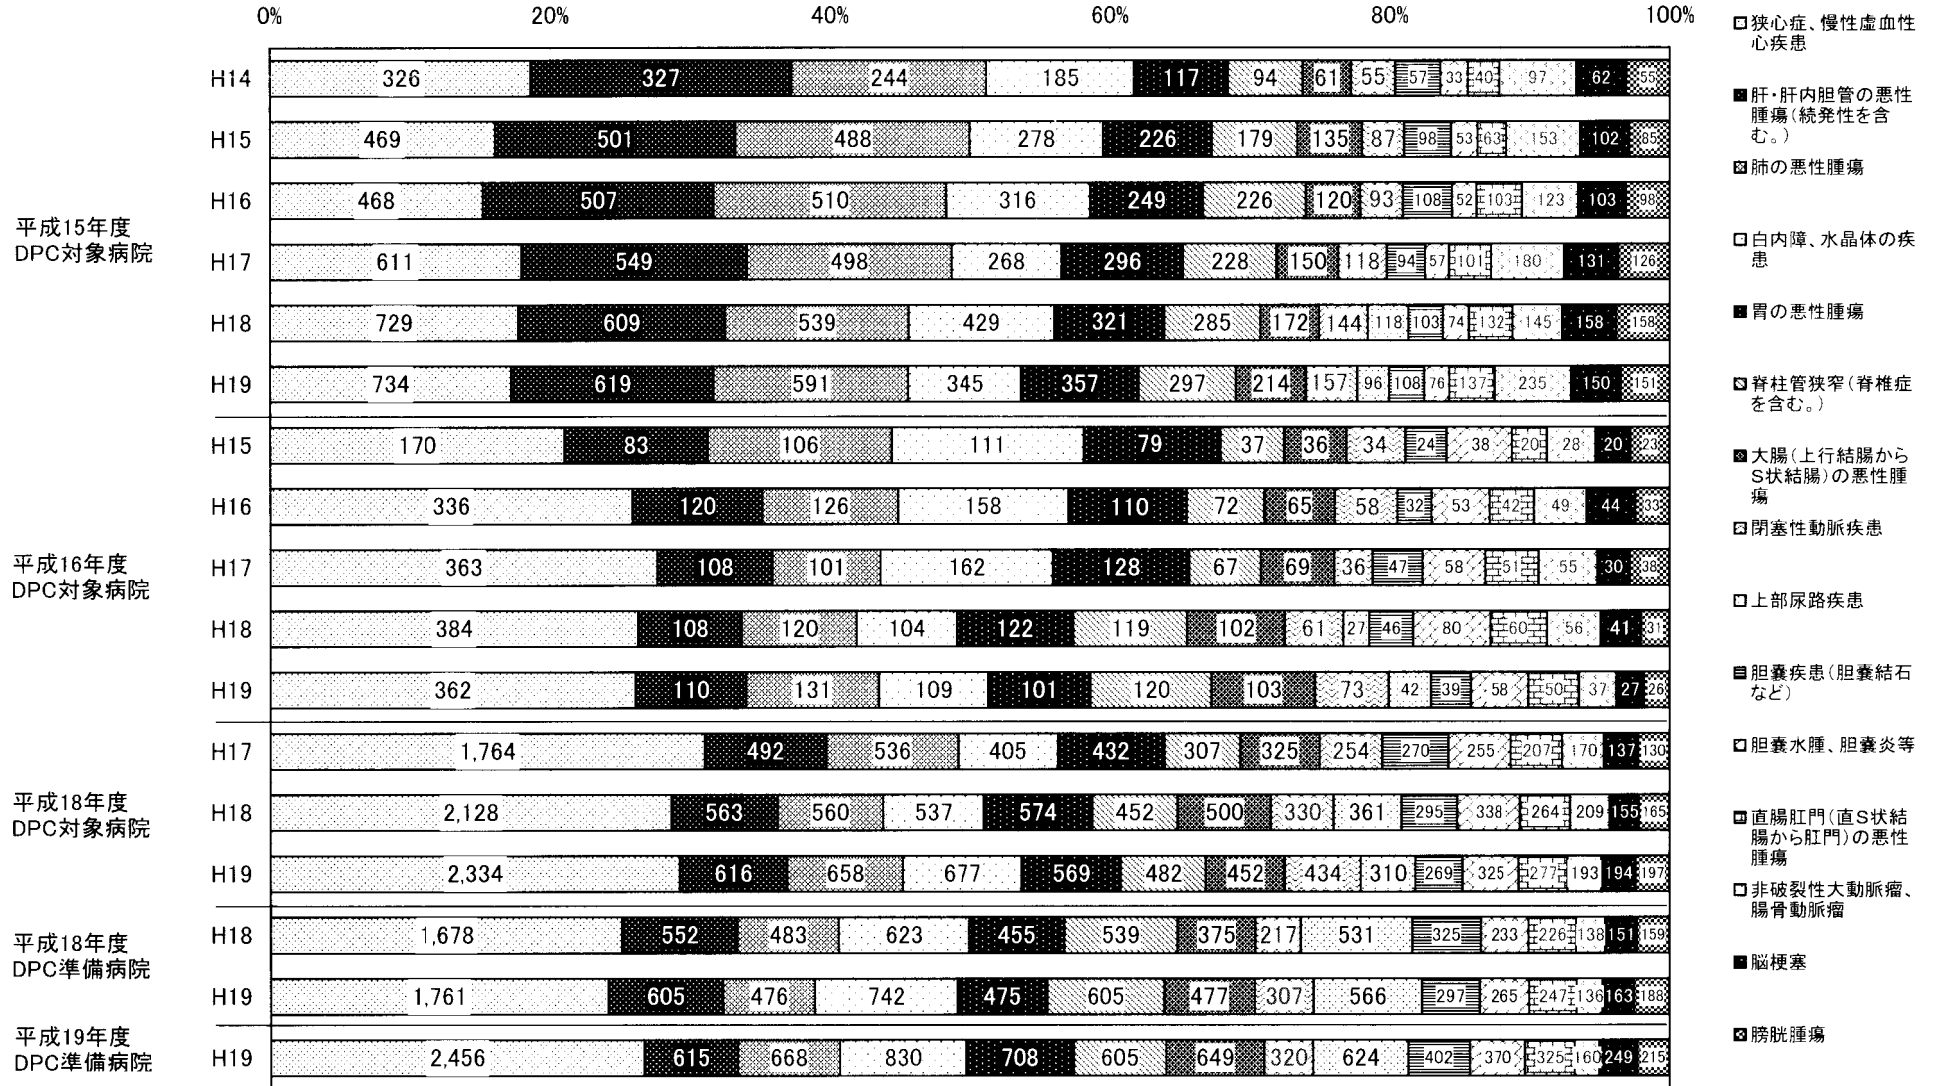 0% 20% 40% 60% 80% 100%
平成15年度
DPC対象病院
H14 326 327 244 185 117 94 61 55 57 33 40 97 62 55
H15 469 501 488 278 226 179 135 87 98 53 63 153 102 85
H16 468 507 510 316 249 226 120 93 108 52 103 123 103 98
H17 611 549 498 268 296 228 150 118 94 57 101 180 131 126
H18 729 609 539 429 321 285 172 144 118 103 74 132 145 158 158
H19 734 619 591 345 357 297 214 157 96 108 76 137 235 150 151
平成16年度
DPC対象病院
H15 170 83 106 111 79 37 36 34 24 38 20 28 20 23
H16 336 120 126 158 110 72 65 58 32 53 42 49 44 33
H17 363 108 101 162 128 67 69 36 47 58 51 55 30 38
H18 384 108 120 104 122 119 102 61 27 46 80 60 56 41 31
H19 362 110 131 109 101 120 103 73 42 39 58 50 37 27 26
平成18年度
DPC対象病院
H17 1,764 492 536 405 432 307 325 254 270 255 207 170 137 130
H18 2,128 563 560 537 574 452 500 330 361 295 338 264 209 155 165
H19 2,334 616 658 677 569 482 452 434 310 269 325 277 193 194 197
平成18年度
DPC準備病院
H18 1,678 552 483 623 455 539 375 217 531 325 233 226 138 151 159
H19 1,761 605 476 742 475 605 477 307 566 297 265 247 136 163 188
平成19年度
DPC準備病院
H19 2,456 615 668 830 708 605 649 320 624 402 370 325 160 249 215
狭心症、慢性虚血性
心疾患
肝・肝内胆管の悪性
腫瘍(続発性を含
む。)
肺の悪性腫瘍
白内障、水晶体の疾
患
胃の悪性腫瘍
脊柱管狭窄(脊椎症
を含む。)
大腸(上行結腸から
S状結腸)の悪性腫
瘍
閉塞性動脈疾患
上部尿路疾患
胆嚢疾患(胆嚢結石
など)
胆嚢水腫、胆嚢炎等
直腸肛門(直S状結
腸から肛門)の悪性
腫瘍
非破裂性大動脈瘤、
腸骨動脈瘤
脳梗塞
膀胱腫瘍